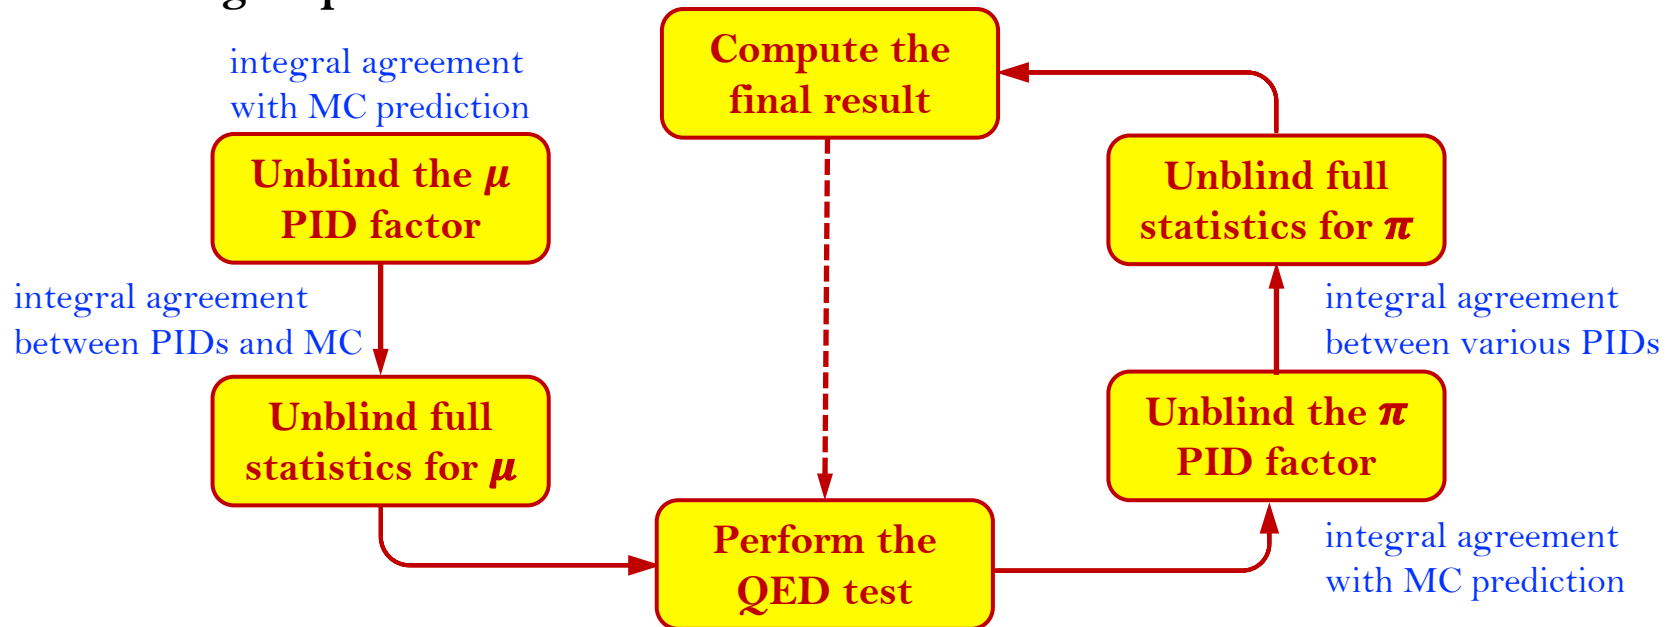 integral agreement
with MC prediction
Unblind the μ
PID factor
integral agreement
between PIDs and MC
Unblind full
statistics for μ
Compute the
final result
Perform the
QED test
Unblind full
statistics for π
integral agreement
between various PIDs
Unblind the π
PID factor
integral agreement
with MC prediction